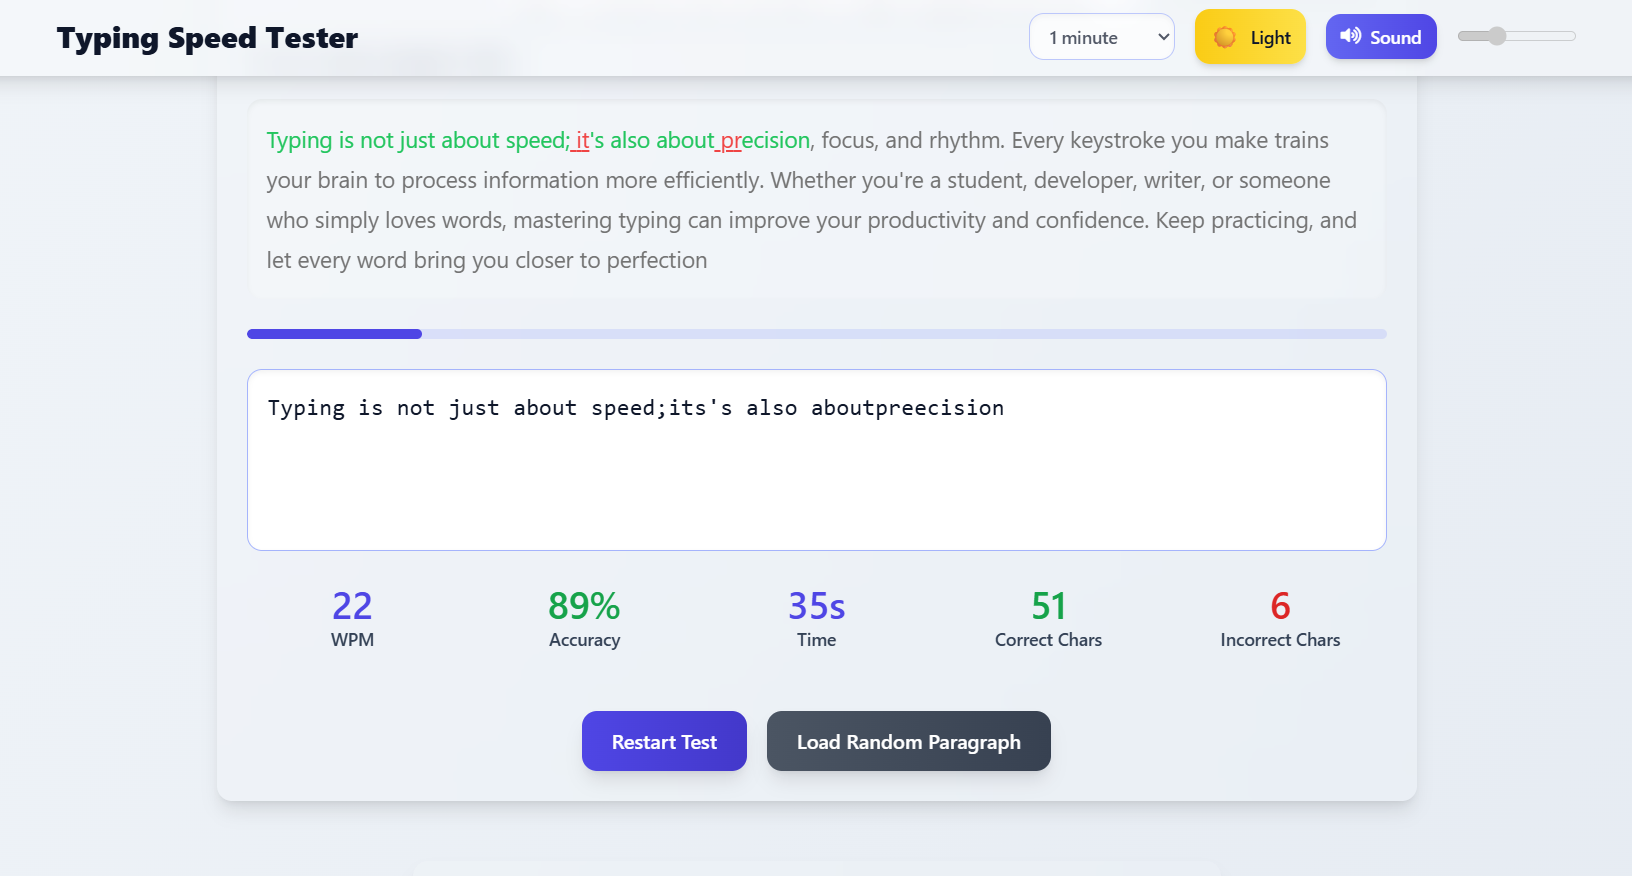 Typing Speed Tester
1 minute
Light
Sound
Typing is not just about speed; it's also about precision, focus, and rhythm. Every keystroke you make trains
your brain to process information more efficiently. Whether you're a student, developer, writer, or someone
who simply loves words, mastering typing can improve your productivity and confidence. Keep practicing, and
let every word bring you closer to perfection
Typing is not just about speed;its's also aboutpreecision
22
WPM
89%
Accuracy
35s
Time
51
Correct Chars
6
Incorrect Chars
Restart Test
Load Random Paragraph